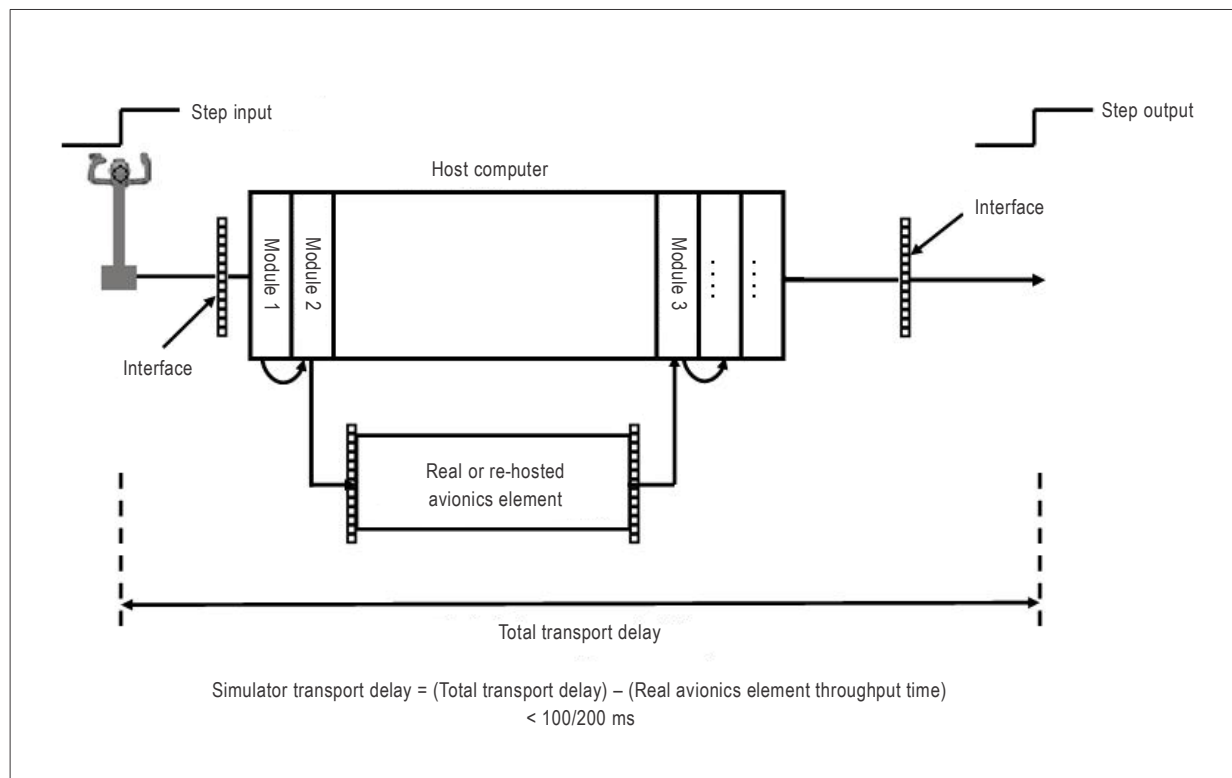 Step input
Step output
Host computer
Interface
Module 1
Module 2
Module 3
....
....
Interface
Real or re-hosted
avionics element
Total transport delay
Simulator transport delay = (Total transport delay) – (Real avionics element throughput time)
< 100/200 ms